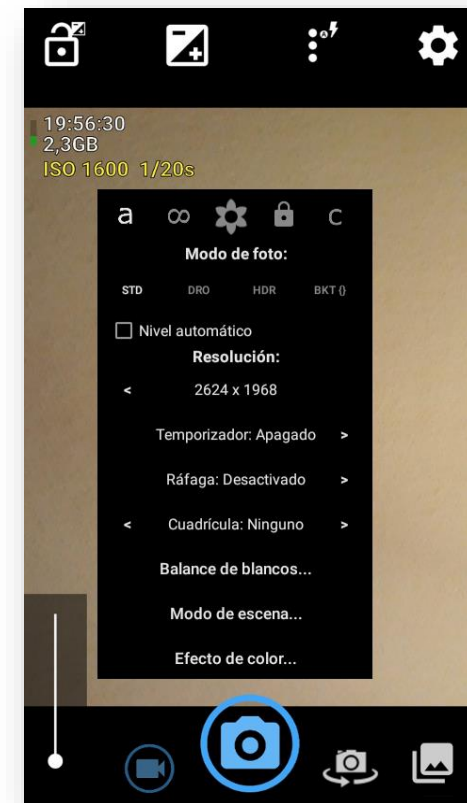 19:56:30
2,3GB
ISO 1600 1/20s
a ∞ c
Modo de foto:
STD DRO HDR BKT {}
Nivel automático
Resolución:
< 2624 x 1968
Temporizador: Apagado >
Ráfaga: Desactivado >
< Cuadrícula: Ninguno >
Balance de blancos...
Modo de escena...
Efecto de color...